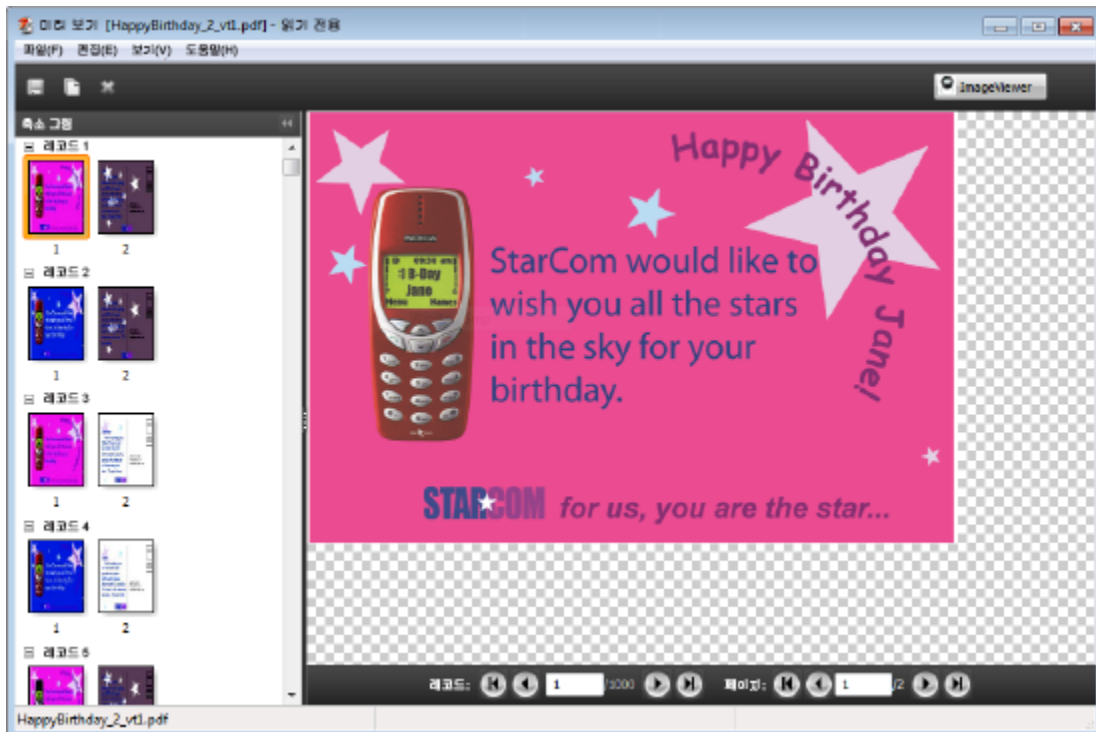 미리 보기 [HappyBirthday_2_vt1.pdf] - 읽기 전용
파일(F) 편집(E) 보기(V) 도움말(H)
ImageViewer
축소 그림
레코드 1
1 2
레코드 2
1 2
레코드 3
1 2
레코드 4
1 2
레코드 5
Happy Birthday Jane!
NOKIA
B-Day
Jane
Menu Names
StarCom would like to
wish you all the stars
in the sky for your
birthday.
STARCOM for us, you are the star...
레코드: 1 /1000 페이지: 1 /2
HappyBirthday_2_vt1.pdf